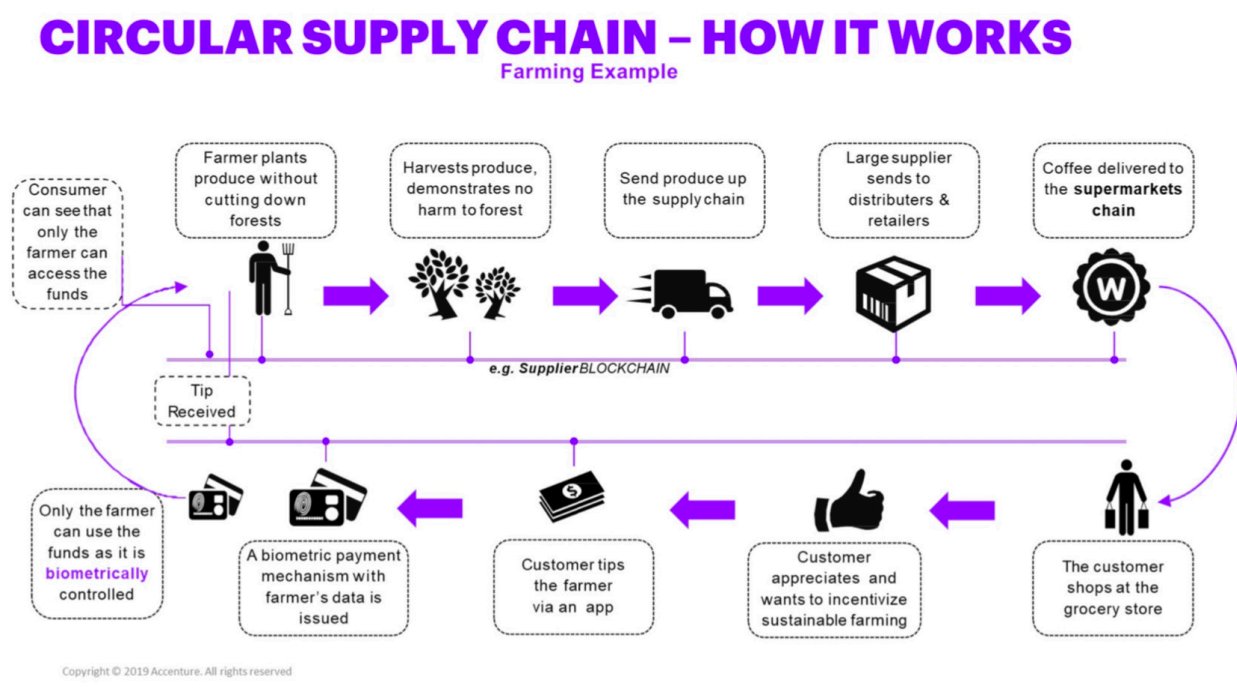 CIRCULAR SUPPLY CHAIN – HOW IT WORKS
Farming Example
Consumer
can see that
only the
farmer can
access the
funds
Farmer plants
produce without
cutting down
forests
Harvests produce,
demonstrates no
harm to forest
Send produce up
the supply chain
Large supplier
sends to
distributers &
retailers
Coffee delivered to
the supermarkets
chain
W
e.g. Supplier BLOCKCHAIN
Tip
Received
$
Only the farmer
can use the
funds as it is
biometrically
controlled
A biometric payment
mechanism with
farmer's data is
issued
Customer tips
the farmer
via an app
Customer
appreciates and
wants to incentivize
sustainable farming
The customer
shops at the
grocery store
Copyright © 2019 Accenture. All rights reserved